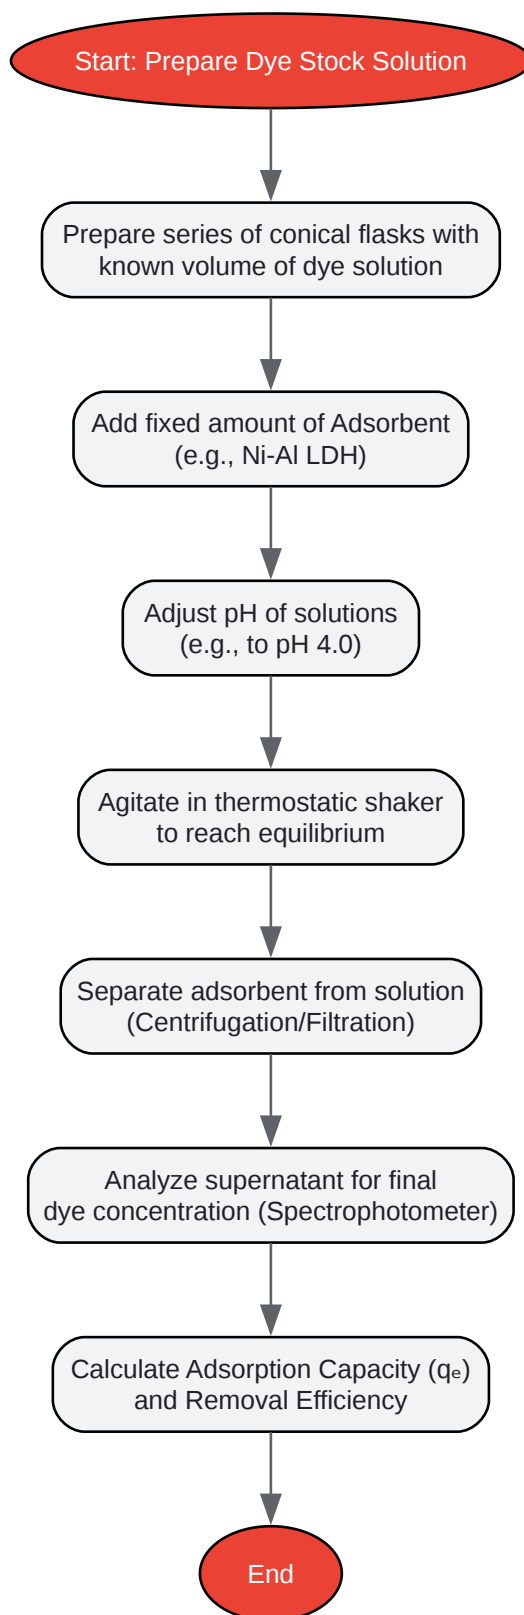 Start: Prepare Dye Stock Solution
Prepare series of conical flasks with
known volume of dye solution
Add fixed amount of Adsorbent
(e.g., Ni-Al LDH)
Adjust pH of solutions
(e.g., to pH 4.0)
Agitate in thermostatic shaker
to reach equilibrium
Separate adsorbent from solution
(Centrifugation/Filtration)
Analyze supernatant for final
dye concentration (Spectrophotometer)
Calculate Adsorption Capacity (qₑ)
and Removal Efficiency
End